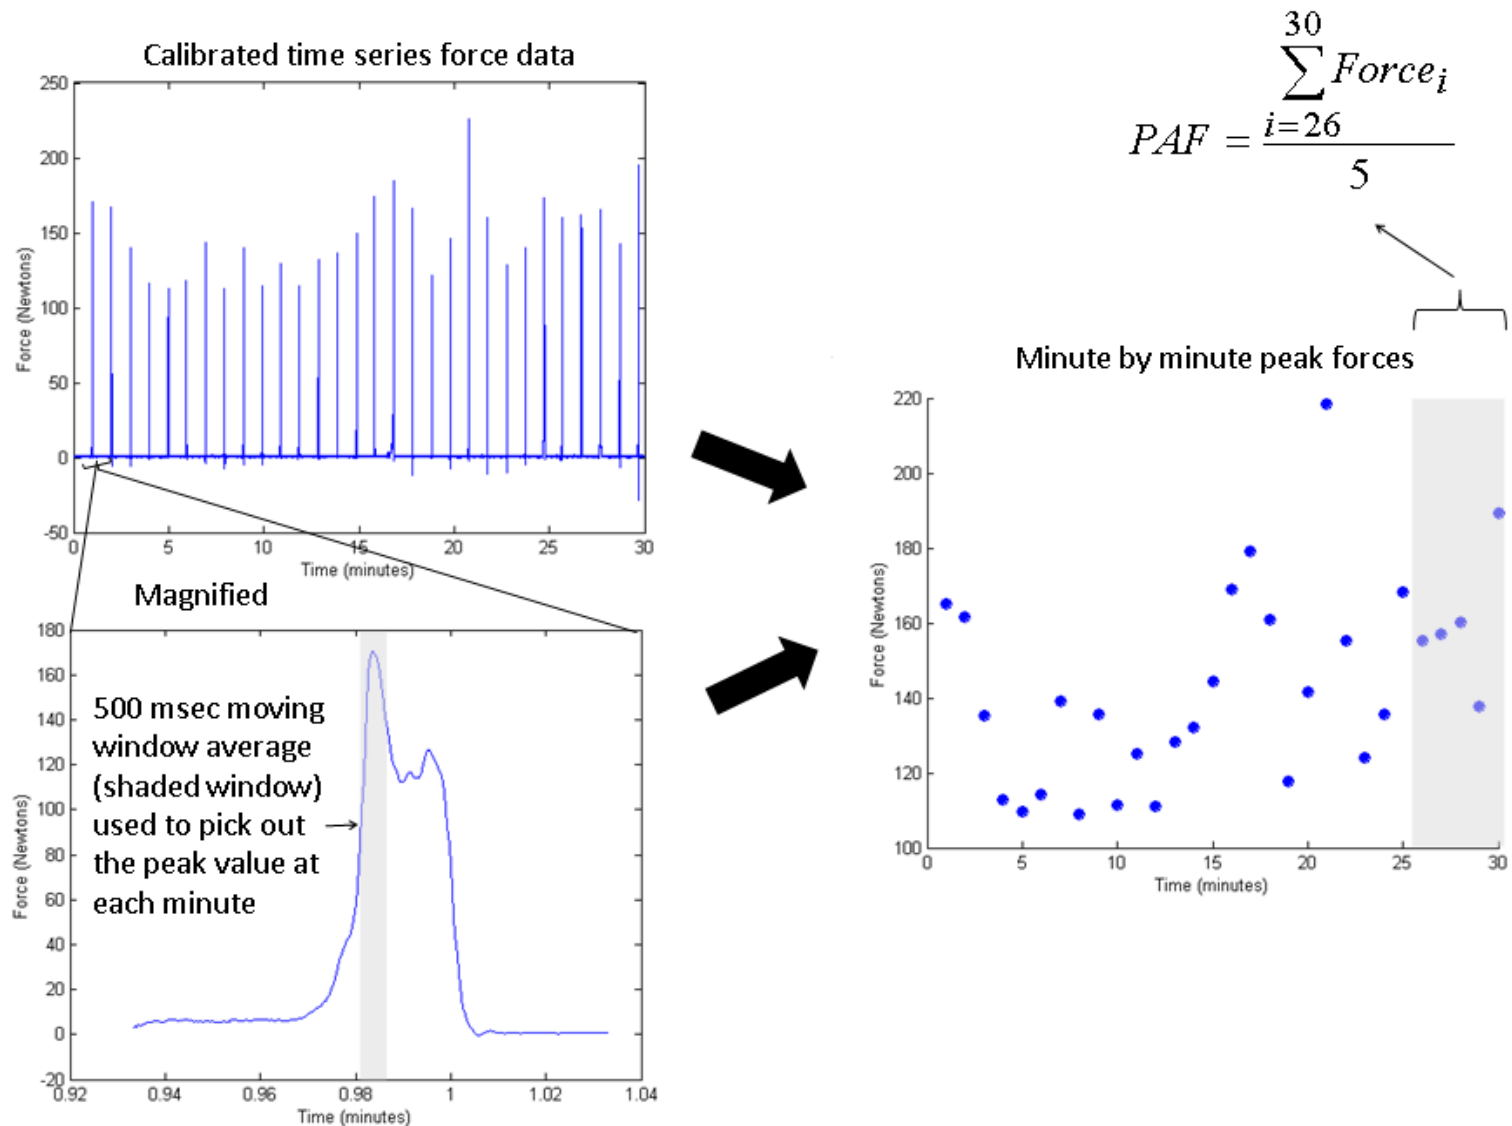 Calibrated time series force data
250
200
150
100
50
0
-50
Force (Newtons)
0 5 10 15 20 25 30
Time (minutes)
Magnified
180
160
140
120
100
80
60
40
20
0
-20
Force (Newtons)
500 msec moving
window average
(shaded window)
used to pick out
the peak value at
each minute
0.92 0.94 0.96 0.98 1 1.02 1.04
Time (minutes)
30
∑ Force_i
i=26
PAF =
5
Minute by minute peak forces
220
200
180
160
140
120
100
Force (Newtons)
0 5 10 15 20 25 30
Time (minutes)